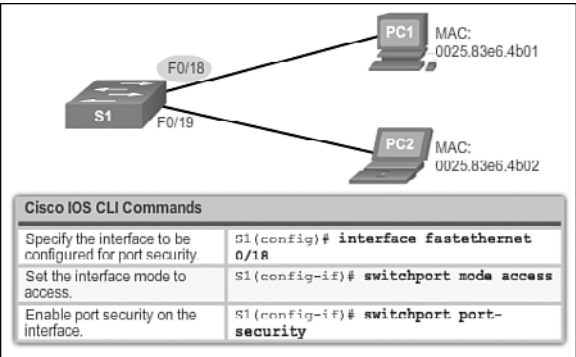 PC1
MAC:
0025.83e6.4b01
F0/18
S1
F0/19
PC2
MAC:
0025.83e6.4b02
Cisco IOS CLI Commands
Specify the interface to be
configured for port security.
S1(config)# interface fastethernet
0/18
Set the interface mode to
access.
S1(config-if)# switchport mode access
Enable port security on the
interface.
S1(config-if)# switchport port-
security